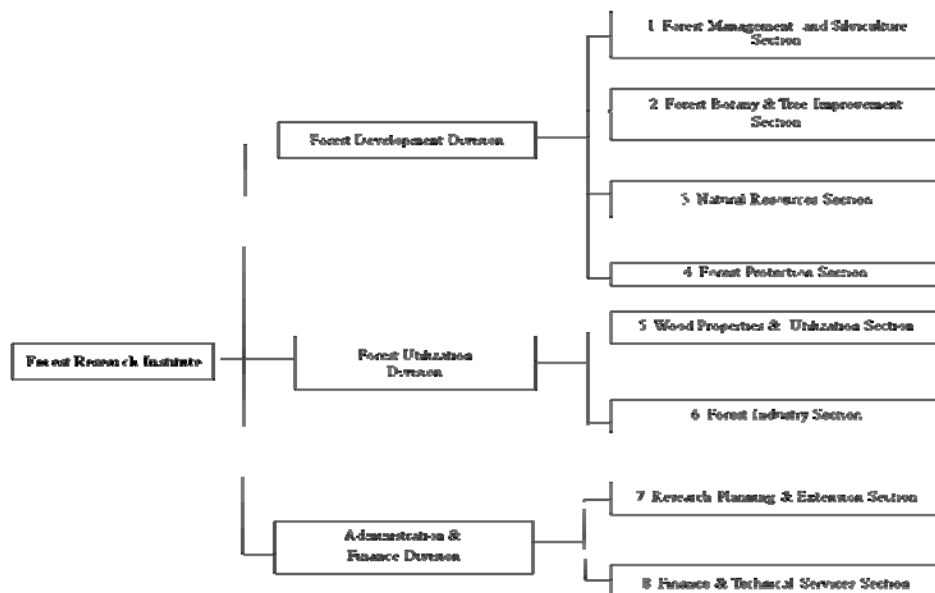 1 Forest Management and Silviculture
Section
2 Forest Botany & Tree Improvement
Section
Forest Development Division
3 Natural Resources Section
4 Forest Protection Section
5 Wood Properties & Utilization Section
Forest Research Institute
Forest Utilization
Division
6 Forest Industry Section
7 Research Planning & Extension Section
Administration &
Finance Division
8 Finance & Technical Services Section